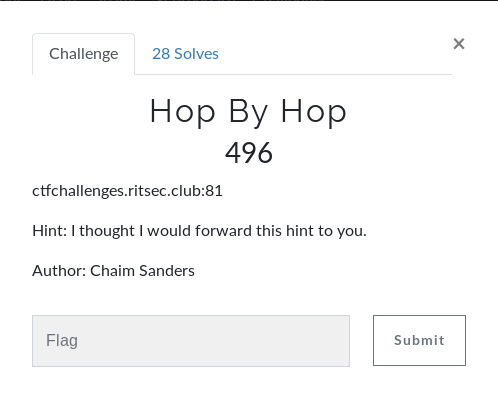 Challenge
28 Solves
×
Hop By Hop
496
ctfchallenges.ritsec.club:81
Hint: I thought I would forward this hint to you.
Author: Chaim Sanders
Flag
Submit